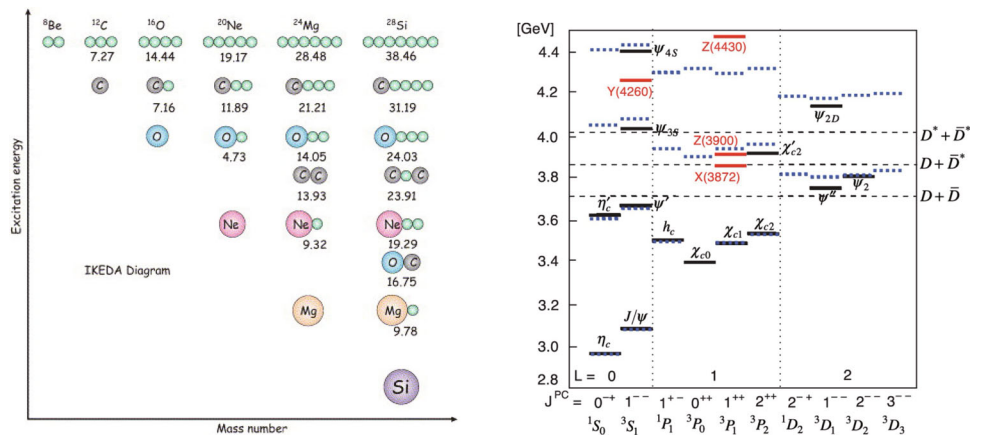 ⁸Be ¹²C ¹⁶O ²⁰Ne ²⁴Mg ²⁸Si
7.27 14.44 19.17 28.48 38.46
C C C C C
7.16 11.89 21.21 31.19
O O O O
4.73 14.05 24.03
C C C C
13.93 23.91
Ne Ne Ne
9.32 19.29
O C
16.75
IKEDA Diagram
Mg Mg
9.78
Si
Excitation energy
Mass number
[GeV]
4.4
4.2
4.0
3.8
3.6
3.4
3.2
3.0
2.8
Z(4430)
ψ4S
Y(4260)
ψ2D
ψ3S
D* + D̄*
Z(3900)
χ′c2
D + D̄*
X(3872)
ψ2
ψ″
D + D̄
η′c ψ′
hc χc1 χc2
χc0
J/ψ
ηc
L = 0 1 2
J^PC = 0⁻⁺ 1⁻⁻ 1⁺⁻ 0⁺⁺ 1⁺⁺ 2⁺⁺ 2⁻⁺ 1⁻⁻ 2⁻⁻ 3⁻⁻
¹S₀ ³S₁ ¹P₁ ³P₀ ³P₁ ³P₂ ¹D₂ ³D₁ ³D₂ ³D₃